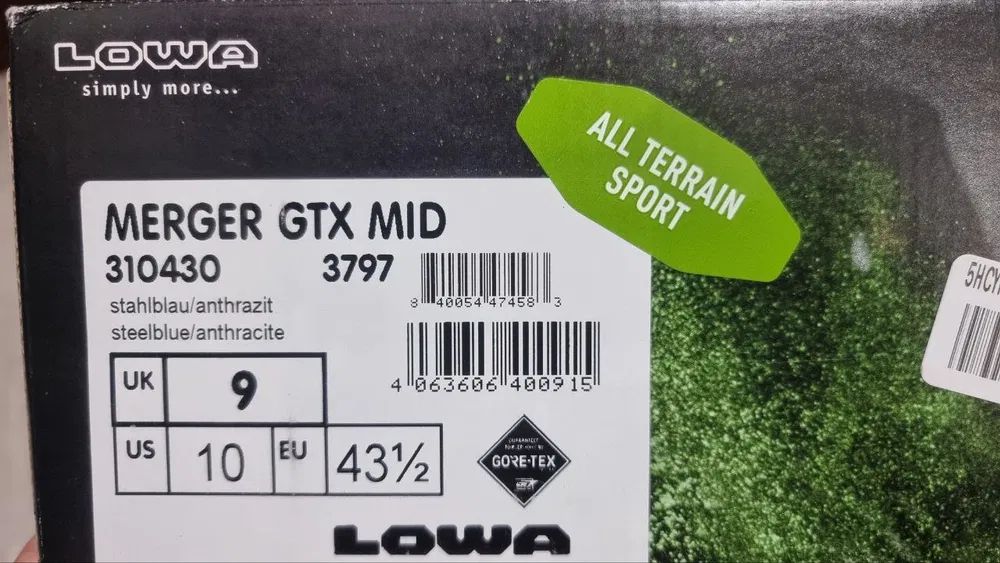 LOWA
simply more...
ALL TERRAIN
SPORT
MERGER GTX MID
310430 3797
8 40054 47458 3
stahlblau/anthrazit
steelblue/anthracite
4 063606 400915
UK 9
US 10 EU 43½
GORE-TEX
LOWA